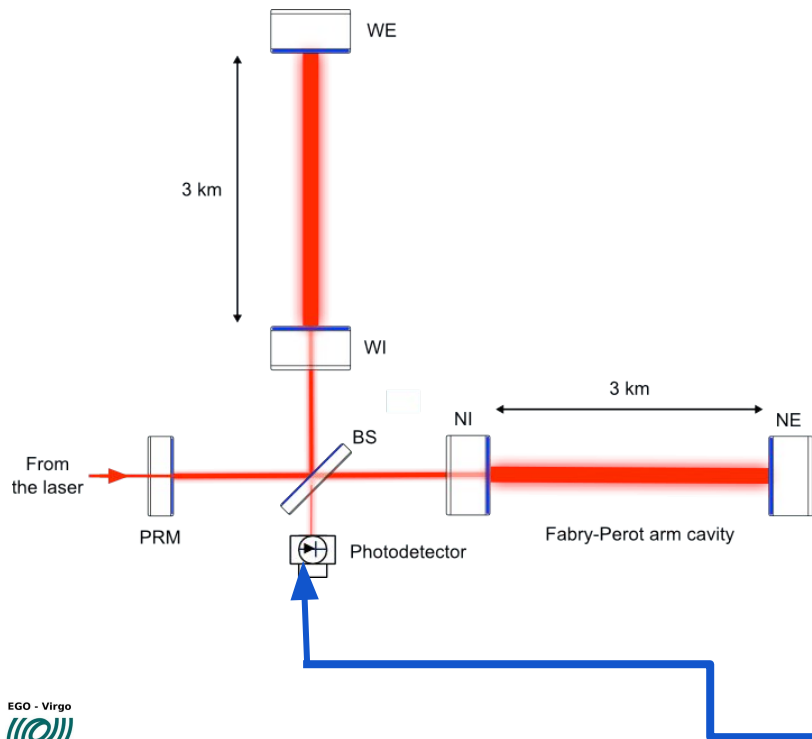 WE
3 km
WI
3 km
NI
NE
BS
From
the laser
PRM
Fabry-Perot arm cavity
Photodetector
EGO - Virgo